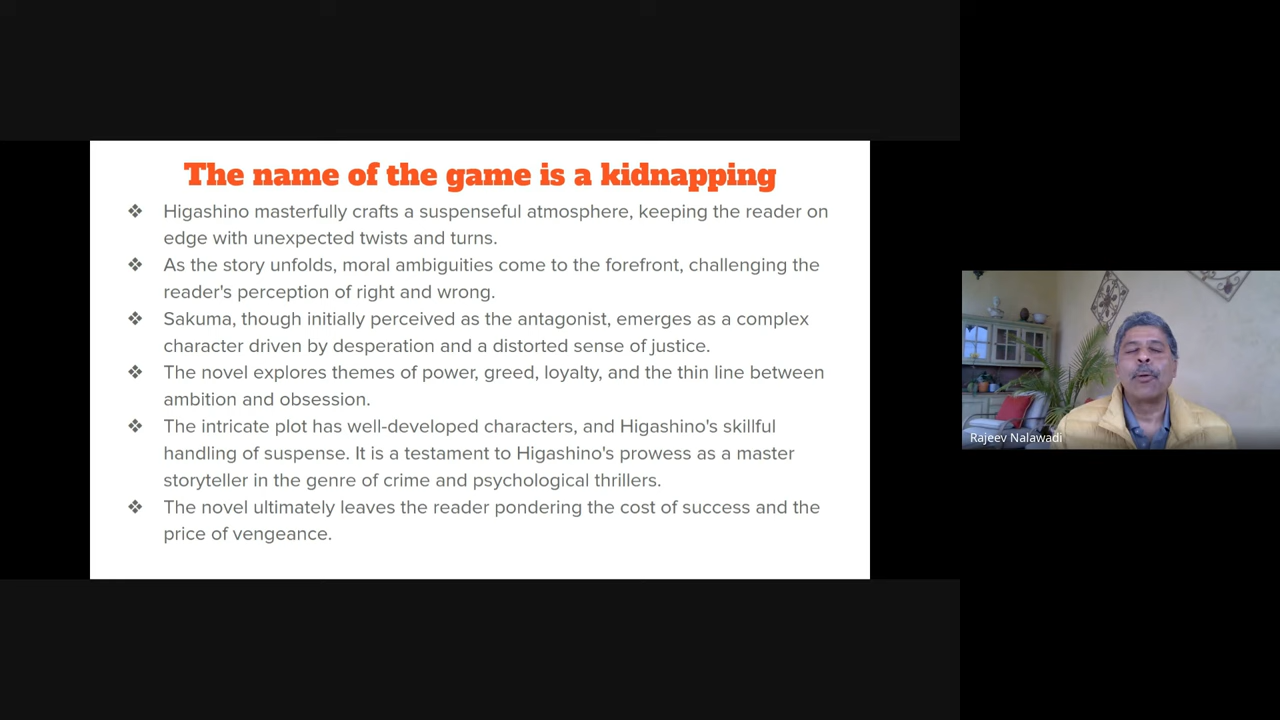 The name of the game is a kidnapping
❖ Higashino masterfully crafts a suspenseful atmosphere, keeping the reader on
edge with unexpected twists and turns.
❖ As the story unfolds, moral ambiguities come to the forefront, challenging the
reader's perception of right and wrong.
❖ Sakuma, though initially perceived as the antagonist, emerges as a complex
character driven by desperation and a distorted sense of justice.
❖ The novel explores themes of power, greed, loyalty, and the thin line between
ambition and obsession.
❖ The intricate plot has well-developed characters, and Higashino's skillful
handling of suspense. It is a testament to Higashino's prowess as a master
storyteller in the genre of crime and psychological thrillers.
❖ The novel ultimately leaves the reader pondering the cost of success and the
price of vengeance.
Rajeev Nalawadi